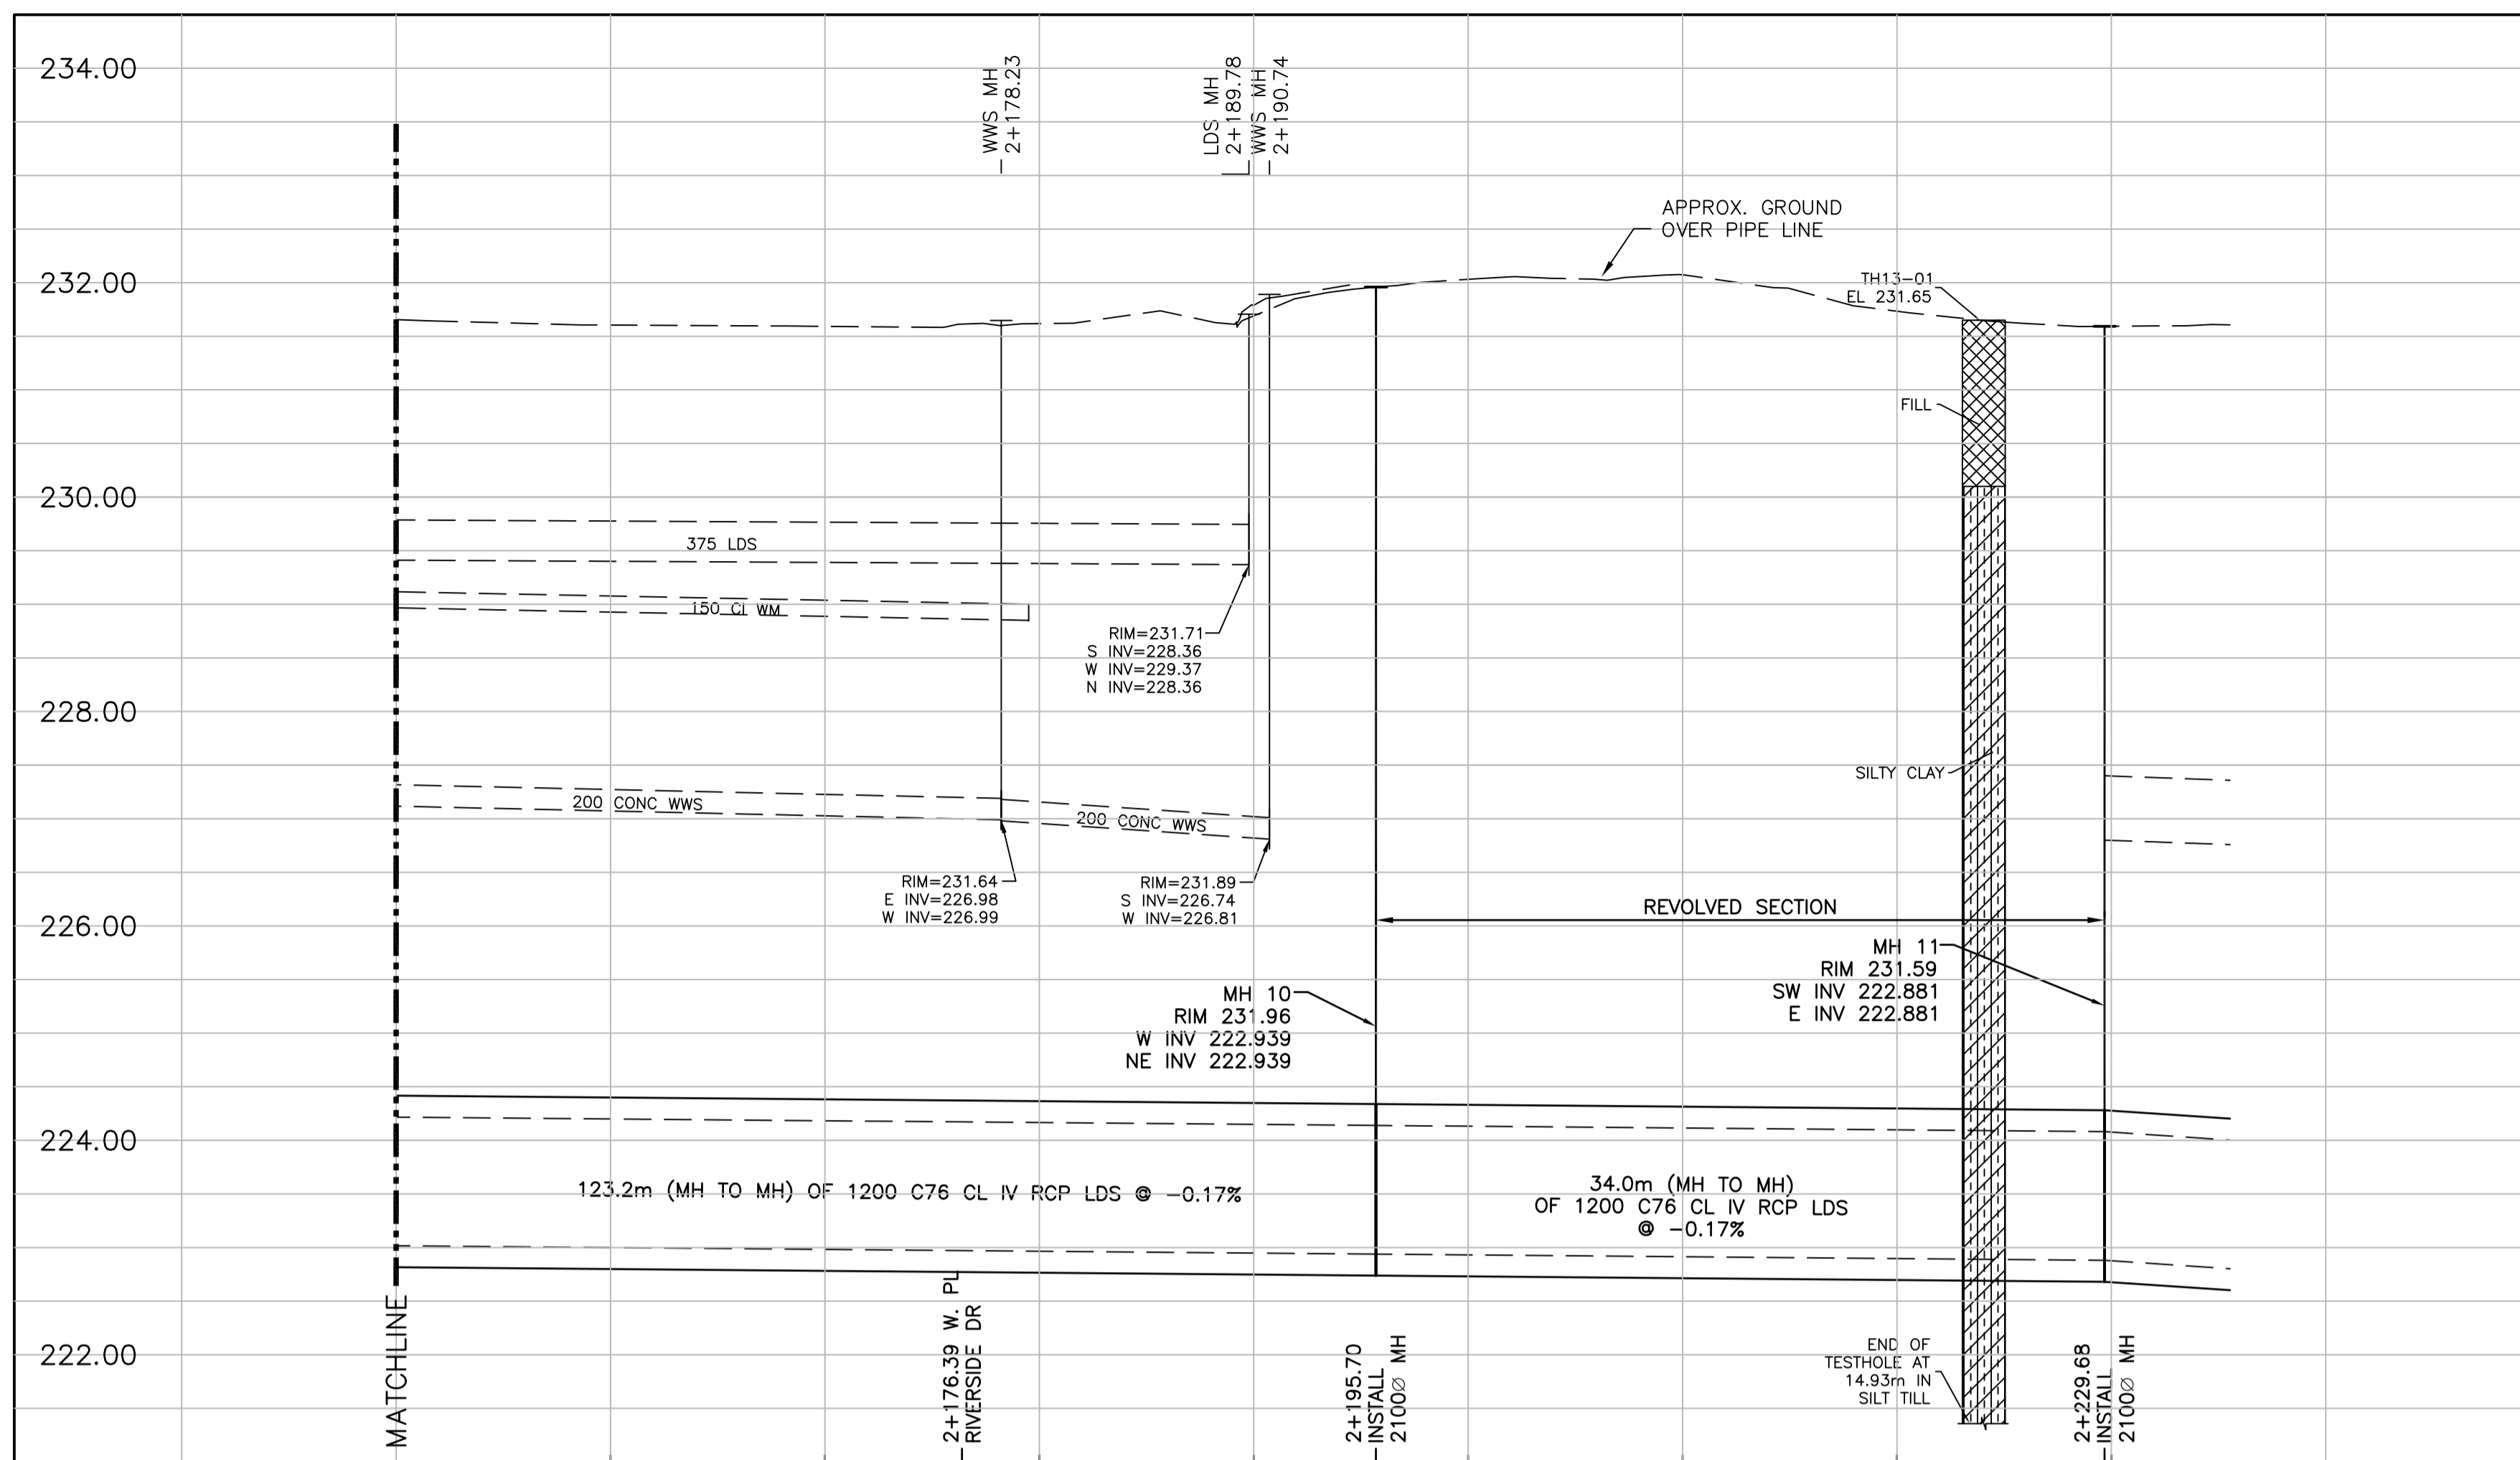 234.00
232.00
230.00
228.00
226.00
224.00
222.00
WWS MH
2+178.23
LDS MH
2+189.78
WWS MH
2+190.74
APPROX. GROUND
OVER PIPE LINE
TH13-01
EL 231.65
FILL
375 LDS
150 CI WM
RIM=231.71
S INV=228.36
W INV=229.37
N INV=228.36
SILTY CLAY
200 CONC WWS
200 CONC WWS
RIM=231.64
E INV=226.98
W INV=226.99
RIM=231.89
S INV=226.74
W INV=226.81
REVOLVED SECTION
MH 11
RIM 231.59
SW INV 222.881
E INV 222.881
MH 10
RIM 231.96
W INV 222.939
NE INV 222.939
123.2m (MH TO MH) OF 1200 C76 CL IV RCP LDS @ -0.17%
34.0m (MH TO MH)
OF 1200 C76 CL IV RCP LDS
@ -0.17%
MATCHLINE
2+176.39 W. PL
RIVERSIDE DR
2+195.70
INSTALL
2100∅ MH
END OF
TESTHOLE AT
14.93m IN
SILT TILL
2+229.68
INSTALL
2100∅ MH